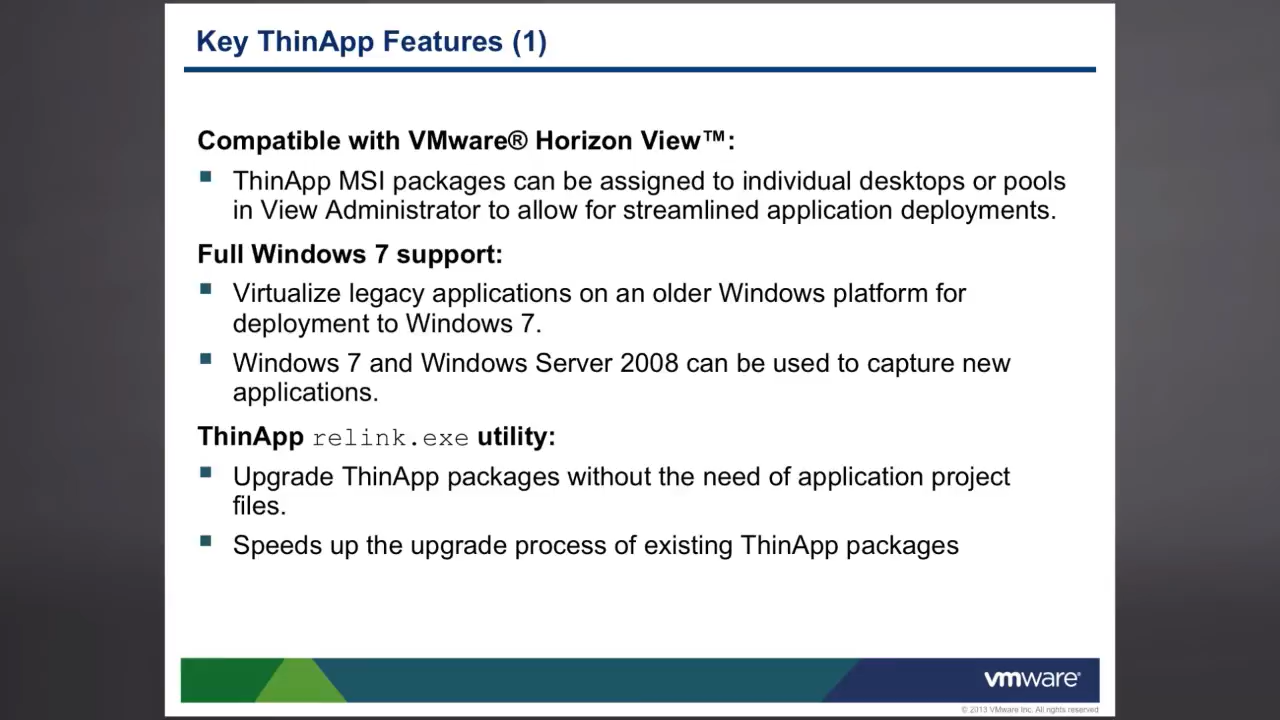 Key ThinApp Features (1)
Compatible with VMware® Horizon View™:
ThinApp MSI packages can be assigned to individual desktops or pools
in View Administrator to allow for streamlined application deployments.
Full Windows 7 support:
Virtualize legacy applications on an older Windows platform for
deployment to Windows 7.
Windows 7 and Windows Server 2008 can be used to capture new
applications.
ThinApp relink.exe utility:
Upgrade ThinApp packages without the need of application project
files.
Speeds up the upgrade process of existing ThinApp packages
vmware®
© 2013 VMware Inc. All rights reserved